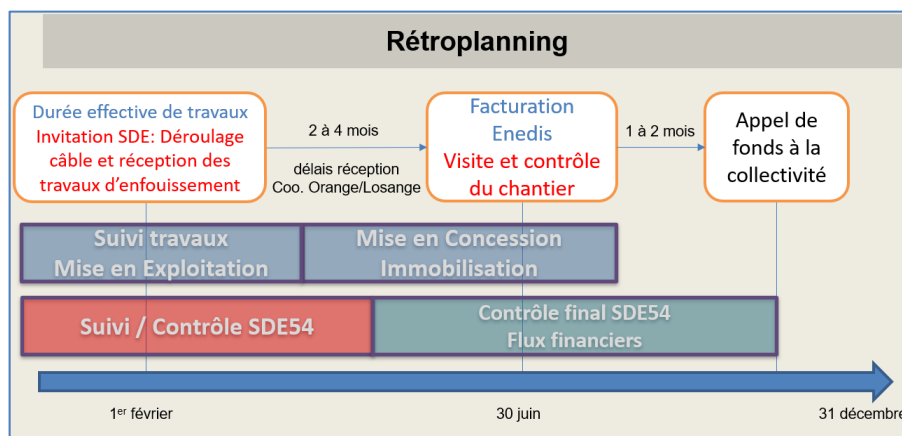 Rétroplanning
Durée effective de travaux
Invitation SDE: Déroulage
câble et réception des
travaux d'enfouissement
2 à 4 mois
délais réception
Coo. Orange/Losange
Facturation
Enedis
Visite et contrôle
du chantier
1 à 2 mois
Appel de
fonds à la
collectivité
Suivi travaux
Mise en Exploitation
Mise en Concession
Immobilisation
Suivi / Contrôle SDE54
Contrôle final SDE54
Flux financiers
1er février
30 juin
31 décembre